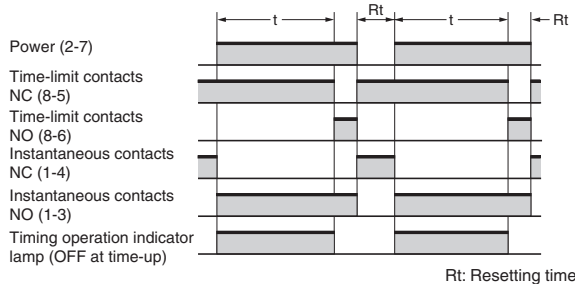 t Rt t Rt
Power (2-7)
Time-limit contacts
NC (8-5)
Time-limit contacts
NO (8-6)
Instantaneous contacts
NC (1-4)
Instantaneous contacts
NO (1-3)
Timing operation indicator
lamp (OFF at time-up)
Rt: Resetting time